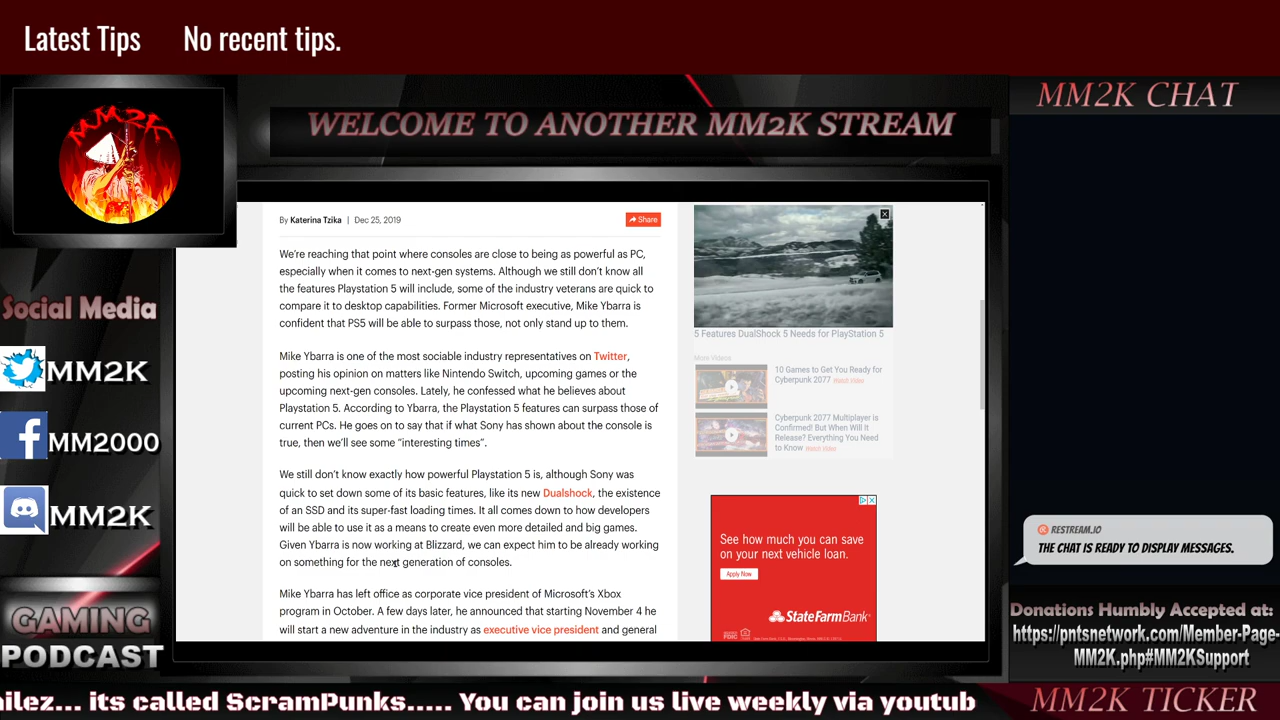 Latest Tips No recent tips.
MM2K
WELCOME TO ANOTHER MM2K STREAM
MM2K CHAT
By Katerina Tzika | Dec 25, 2019
Share
We're reaching that point where consoles are close to being as powerful as PC,
especially when it comes to next-gen systems. Although we still don't know all
the features Playstation 5 will include, some of the industry veterans are quick to
compare it to desktop capabilities. Former Microsoft executive, Mike Ybarra is
confident that PS5 will be able to surpass those, not only stand up to them.
Mike Ybarra is one of the most sociable industry representatives on Twitter,
posting his opinion on matters like Nintendo Switch, upcoming games or the
upcoming next-gen consoles. Lately, he confessed what he believes about
Playstation 5. According to Ybarra, the Playstation 5 features can surpass those of
current PCs. He goes on to say that if what Sony has shown about the console is
true, then we'll see some “interesting times”.
We still don't know exactly how powerful Playstation 5 is, although Sony was
quick to set down some of its basic features, like its new Dualshock, the existence
of an SSD and its super-fast loading times. It all comes down to how developers
will be able to use it as a means to create even more detailed and big games.
Given Ybarra is now working at Blizzard, we can expect him to be already working
on something for the next generation of consoles.
Mike Ybarra has left office as corporate vice president of Microsoft's Xbox
program in October. A few days later, he announced that starting November 4 he
will start a new adventure in the industry as executive vice president and general
5 Features DualShock 5 Needs for PlayStation 5
More Videos
10 Games to Get You Ready for
Cyberpunk 2077 Watch Video
Cyberpunk 2077 Multiplayer is
Confirmed! But When Will It
Release? Everything You Need
to Know Watch Video
See how much you can save
on your next vehicle loan.
Apply Now
StateFarmBank
FDIC
Social Media
MM2K
MM2000
MM2K
GAMING
PODCAST
RESTREAM.IO
THE CHAT IS READY TO DISPLAY MESSAGES.
Donations Humbly Accepted at:
https://pntsnetwork.com/Member-Page-
MM2K.php#MM2KSupport
ailez... its called ScramPunks..... You can join us live weekly via youtub
MM2K TICKER